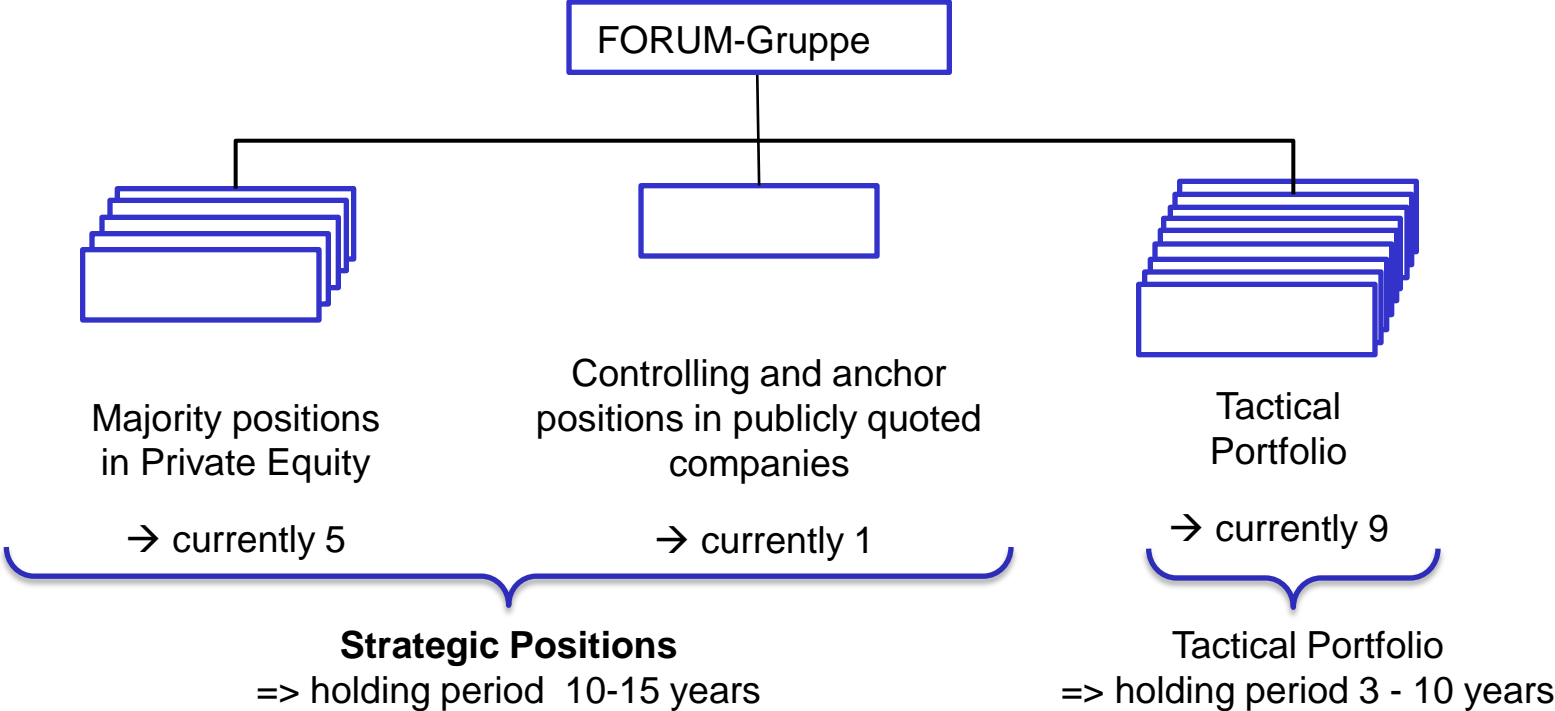 FORUM-Gruppe
Majority positions
in Private Equity
→ currently 5
Controlling and anchor
positions in publicly quoted
companies
→ currently 1
Tactical
Portfolio
→ currently 9
Strategic Positions
=> holding period 10-15 years
Tactical Portfolio
=> holding period 3 - 10 years